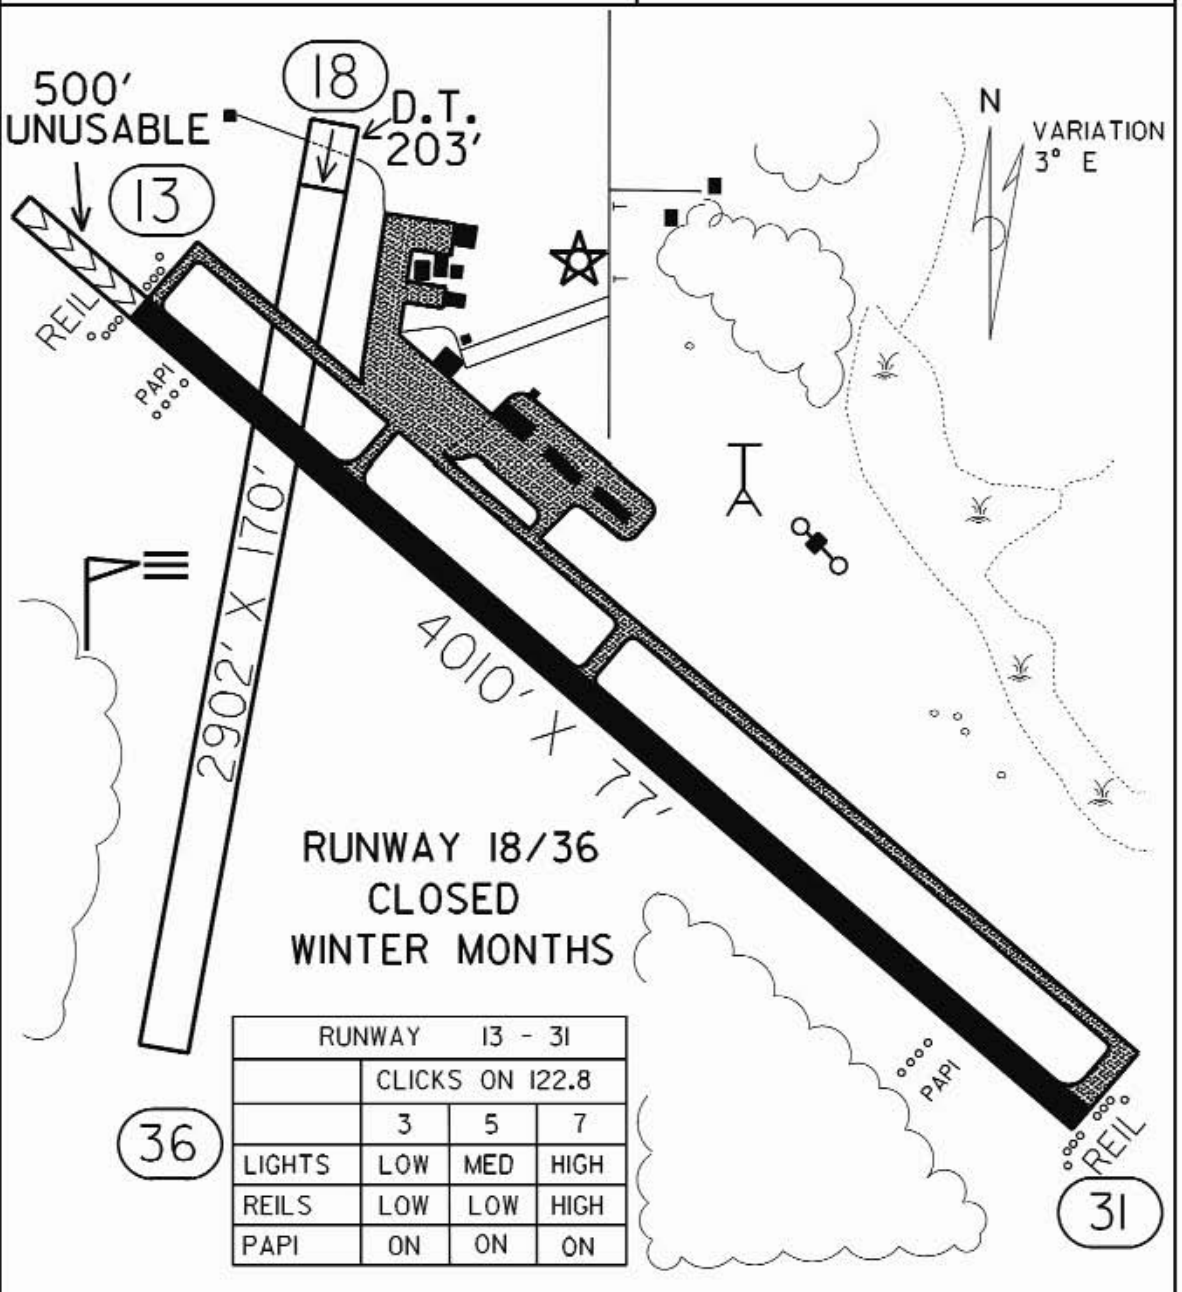 18
500'
UNUSABLE
D.T.
203'
13
N
VARIATION
3° E
REIL
PAPI
2902' X 170'
4010' X 77'
RUNWAY 18/36
CLOSED
WINTER MONTHS
RUNWAY 13 - 31
CLICKS ON 122.8
3 5 7
LIGHTS LOW MED HIGH
REILS LOW LOW HIGH
PAPI ON ON ON
36
PAPI
REIL
31